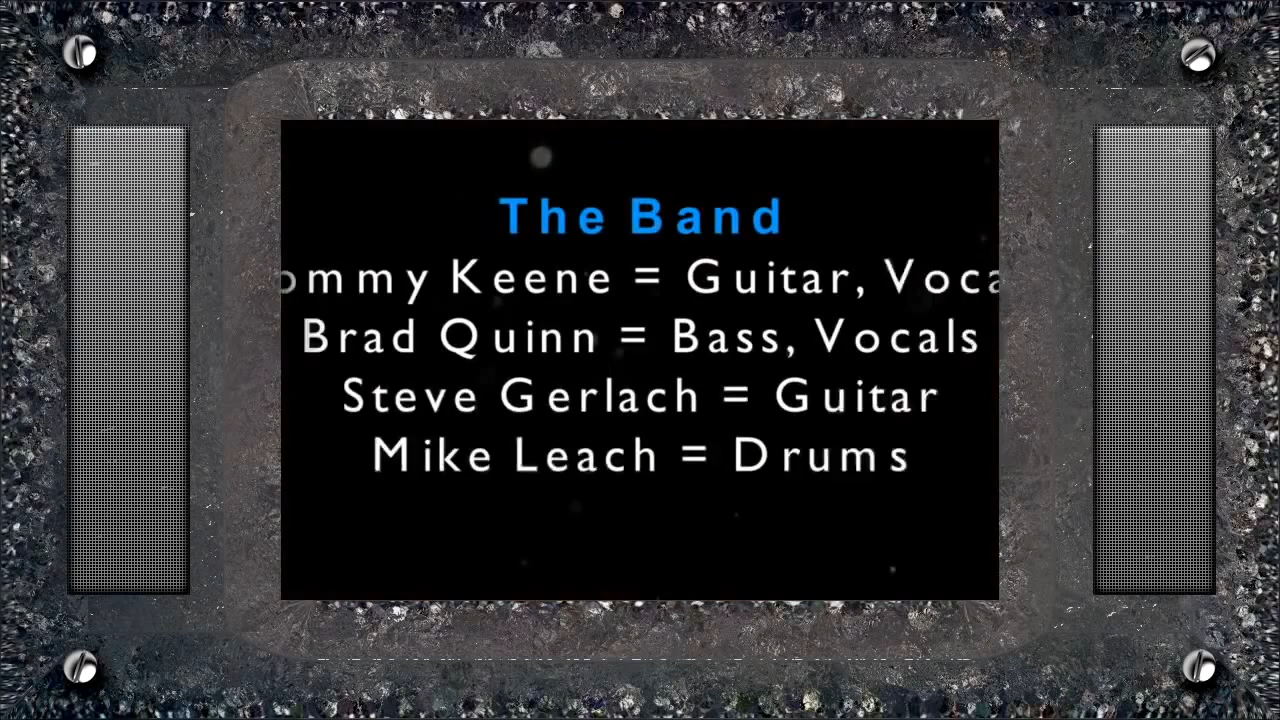 The Band
ommy Keene = Guitar, Voca
Brad Quinn = Bass, Vocals
Steve Gerlach = Guitar
Mike Leach = Drums